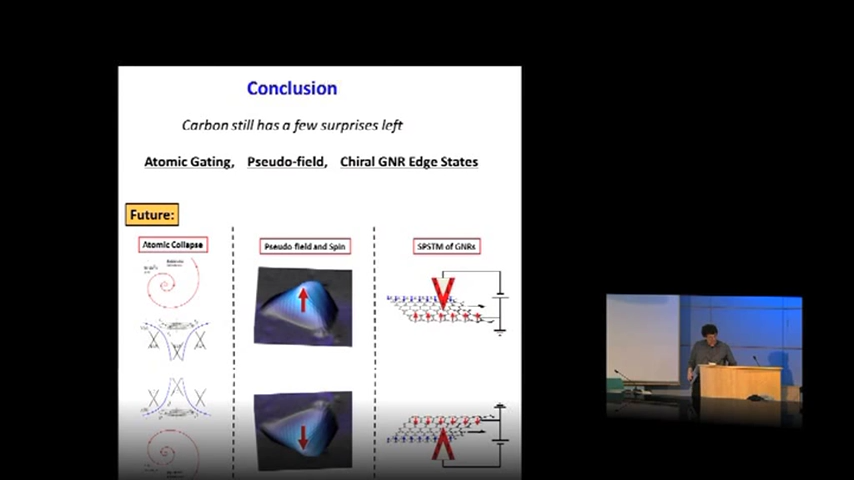 Conclusion
Carbon still has a few surprises left
Atomic Gating, Pseudo-field, Chiral GNR Edge States
Future:
Atomic Collapse
Pseudo field and Spin
SPSTM of GNRs